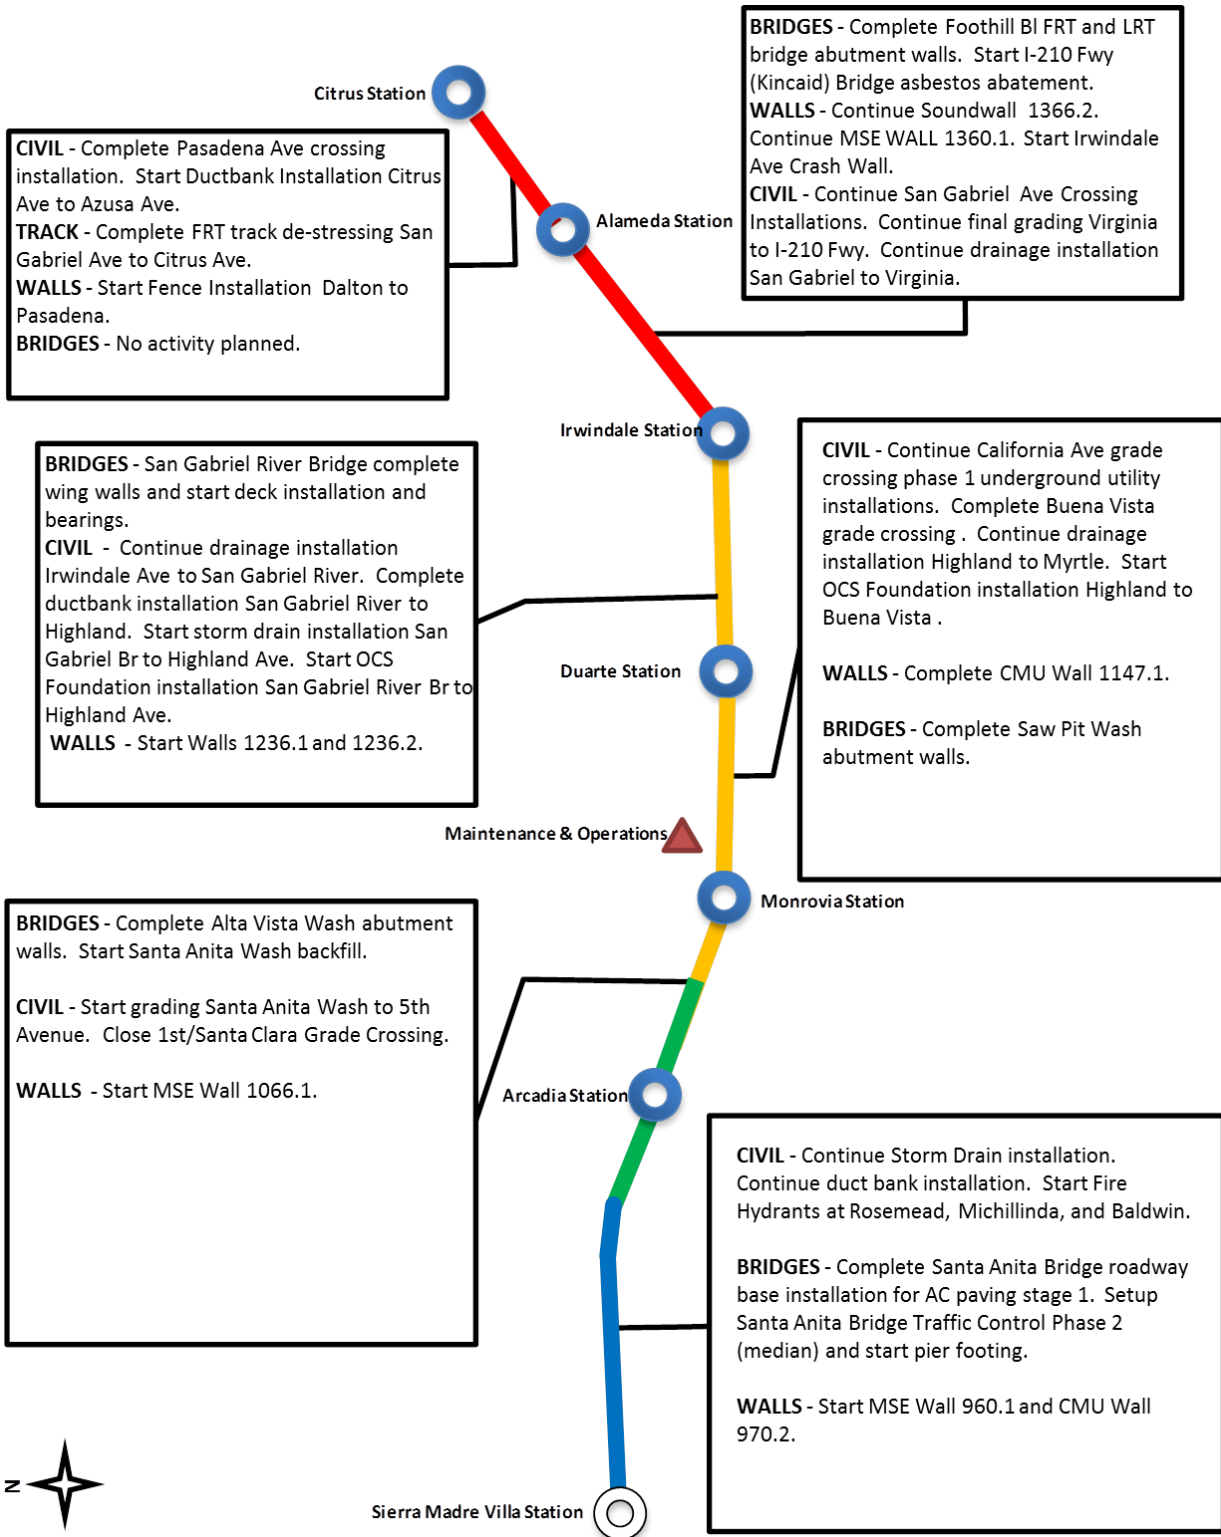 BRIDGES - Complete Foothill Bl FRT and LRT
bridge abutment walls.  Start I-210 Fwy
(Kincaid) Bridge asbestos abatement.
WALLS - Continue Soundwall 1366.2.
Continue MSE WALL 1360.1.  Start Irwindale
Ave Crash Wall.
CIVIL - Continue San Gabriel Ave Crossing
Installations.  Continue final grading Virginia
to I-210 Fwy.  Continue drainage installation
San Gabriel to Virginia.
Citrus Station
CIVIL - Complete Pasadena Ave crossing
installation.  Start Ductbank Installation Citrus
Ave to Azusa Ave.
TRACK - Complete FRT track de-stressing San
Gabriel Ave to Citrus Ave.
WALLS - Start Fence Installation Dalton to
Pasadena.
BRIDGES - No activity planned.
Alameda Station
Irwindale Station
BRIDGES - San Gabriel River Bridge complete
wing walls and start deck installation and
bearings.
CIVIL - Continue drainage installation
Irwindale Ave to San Gabriel River.  Complete
ductbank installation San Gabriel River to
Highland.  Start storm drain installation San
Gabriel Br to Highland Ave.  Start OCS
Foundation installation San Gabriel River Br to
Highland Ave.
WALLS - Start Walls 1236.1 and 1236.2.
CIVIL - Continue California Ave grade
crossing phase 1 underground utility
installations.  Complete Buena Vista
grade crossing .  Continue drainage
installation Highland to Myrtle.  Start
OCS Foundation installation Highland to
Buena Vista .
WALLS - Complete CMU Wall 1147.1.
BRIDGES - Complete Saw Pit Wash
abutment walls.
Duarte Station
Maintenance & Operations
Monrovia Station
BRIDGES - Complete Alta Vista Wash abutment
walls.  Start Santa Anita Wash backfill.
CIVIL - Start grading Santa Anita Wash to 5th
Avenue.  Close 1st/Santa Clara Grade Crossing.
WALLS - Start MSE Wall 1066.1.
Arcadia Station
CIVIL - Continue Storm Drain installation.
Continue duct bank installation.  Start Fire
Hydrants at Rosemead, Michillinda, and Baldwin.
BRIDGES - Complete Santa Anita Bridge roadway
base installation for AC paving stage 1.  Setup
Santa Anita Bridge Traffic Control Phase 2
(median) and start pier footing.
WALLS - Start MSE Wall 960.1 and CMU Wall
970.2.
N
Sierra Madre Villa Station